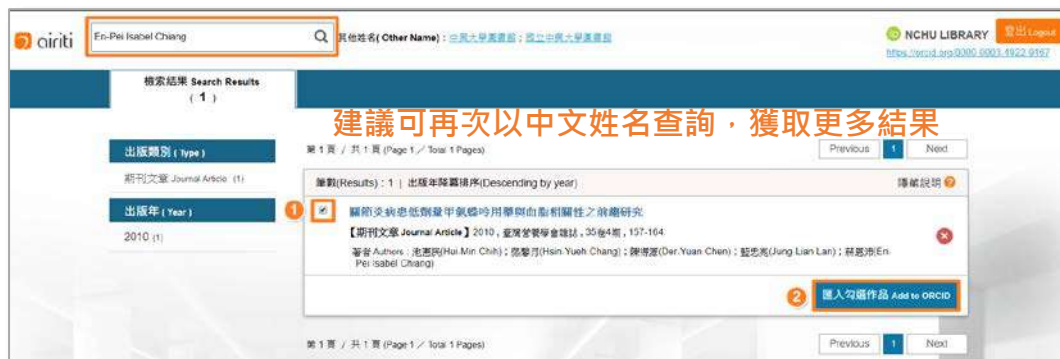 airiti
En-Pei Isabel Chiang
其他姓名( Other Name)：中興大學圖書館；國立中興大學圖書館
NCHU LIBRARY
登出 Logout
https://orcid.org/0000-0003-4922-9167
檢索結果 Search Results
( 1 )
建議可再次以中文姓名查詢，獲取更多結果
出版類別 ( Type )
期刊文章 Journal Article (1)
出版年 ( Year )
2010 (1)
第 1 頁 / 共 1 頁 (Page 1 / Total 1 Pages)
Previous 1 Next
筆數(Results)：1 | 出版年降冪排序(Descending by year)
隱藏說明
1
關節炎病患低劑量甲氨蝶呤用藥與血脂相關性之前瞻研究
【期刊文章 Journal Article】2010，臺灣營養學會雜誌，35卷4期，157-164
著者 Authors：池惠民(Hui-Min Chih)；張馨月(Hsin-Yueh Chang)；陳得源(Der-Yuan Chen)；藍忠亮(Jung-Lian Lan)；蔣恩沛(En-
Pei Isabel Chiang)
2
匯入勾選作品 Add to ORCID
第 1 頁 / 共 1 頁 (Page 1 / Total 1 Pages)
Previous 1 Next